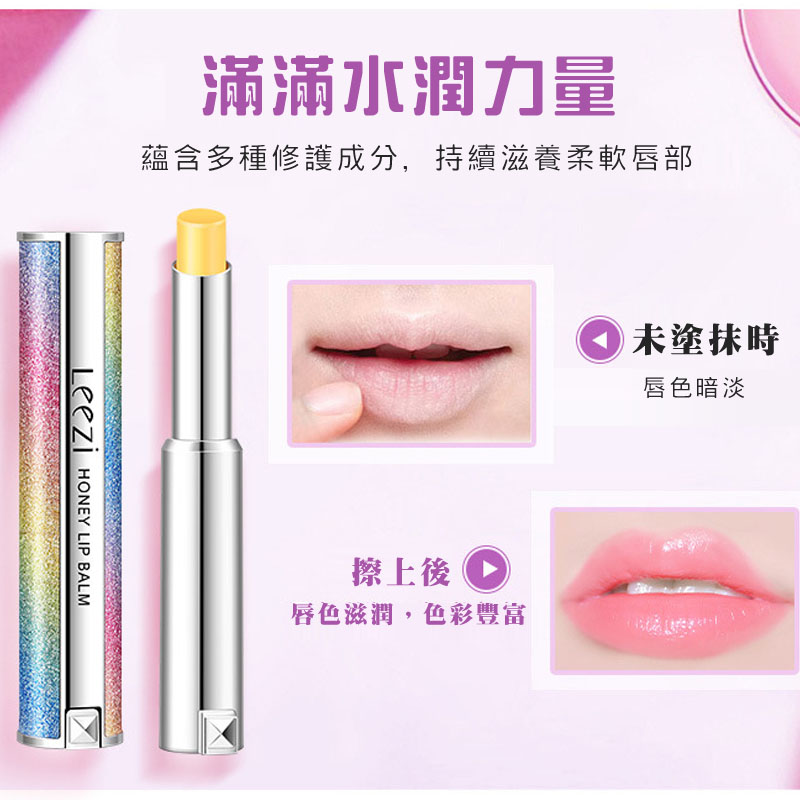 滿滿水潤力量
蘊含多種修護成分，持續滋養柔軟唇部
Leezi HONEY LIP BALM
未塗抹時
唇色暗淡
擦上後
唇色滋潤，色彩豐富